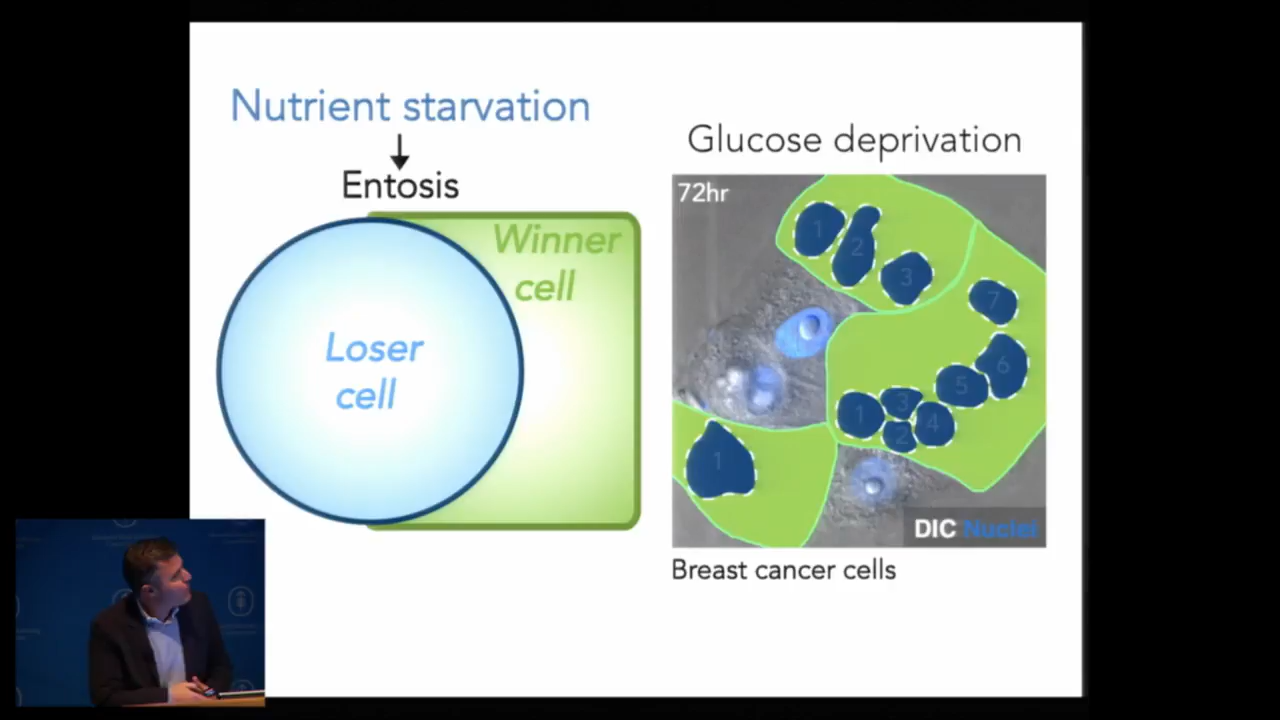 Nutrient starvation
Entosis
Winner
cell
Loser
cell
Glucose deprivation
72hr
1
2
3
7
6
5
1
3
4
2
1
DIC Nuclei
Breast cancer cells